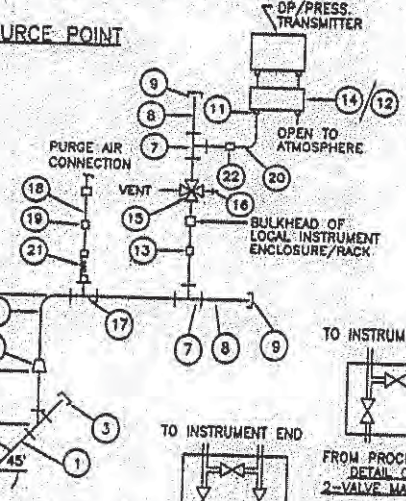 URCE POINT
DP/PRESS.
TRANSMITTER
9
8
11
14/12
7
OPEN TO
ATMOSPHERE
PURGE AIR
CONNECTION
22
20
18
VENT
16
15
19
BULKHEAD OF
LOCAL INSTRUMENT
ENCLOSURE/RACK
13
21
17
7
8
9
TO INSTRUM
3
TO INSTRUMENT END
1
45°
FROM PROC
DETAIL O
2-VALVE MA